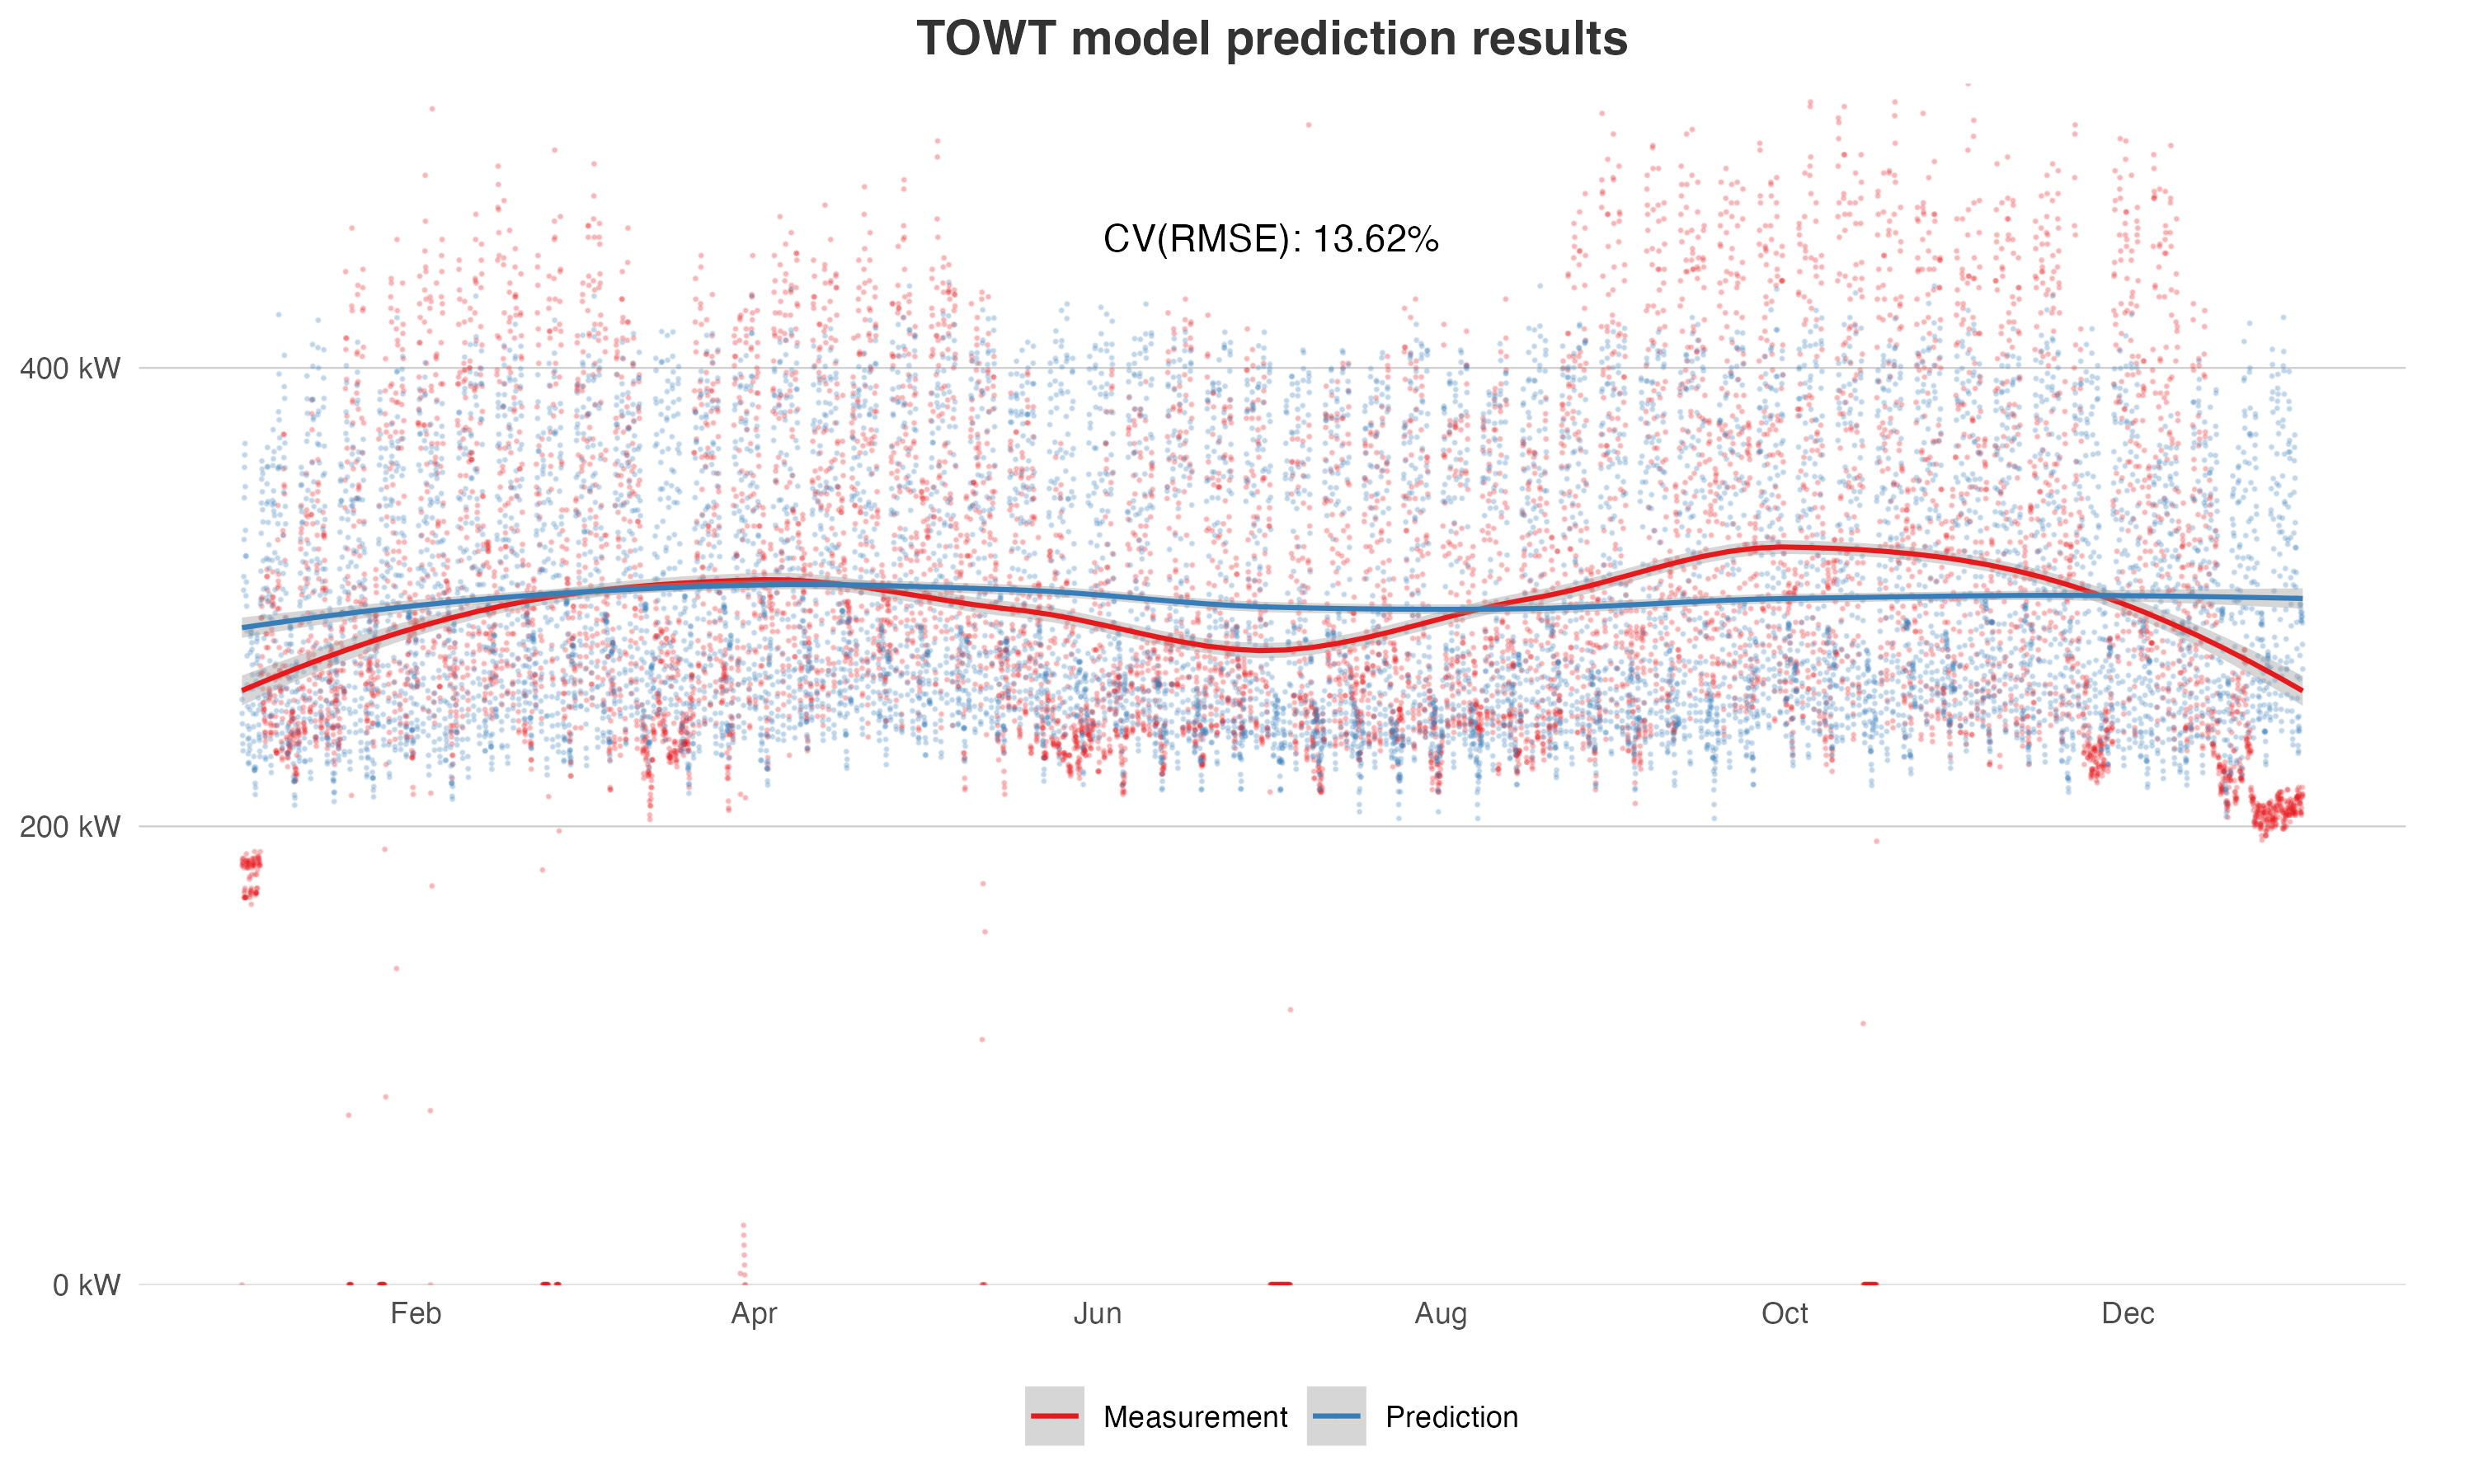 TOWT model prediction results
CV(RMSE): 13.62%
400 kW
200 kW
0 kW
Feb Apr Jun Aug Oct Dec
Measurement Prediction